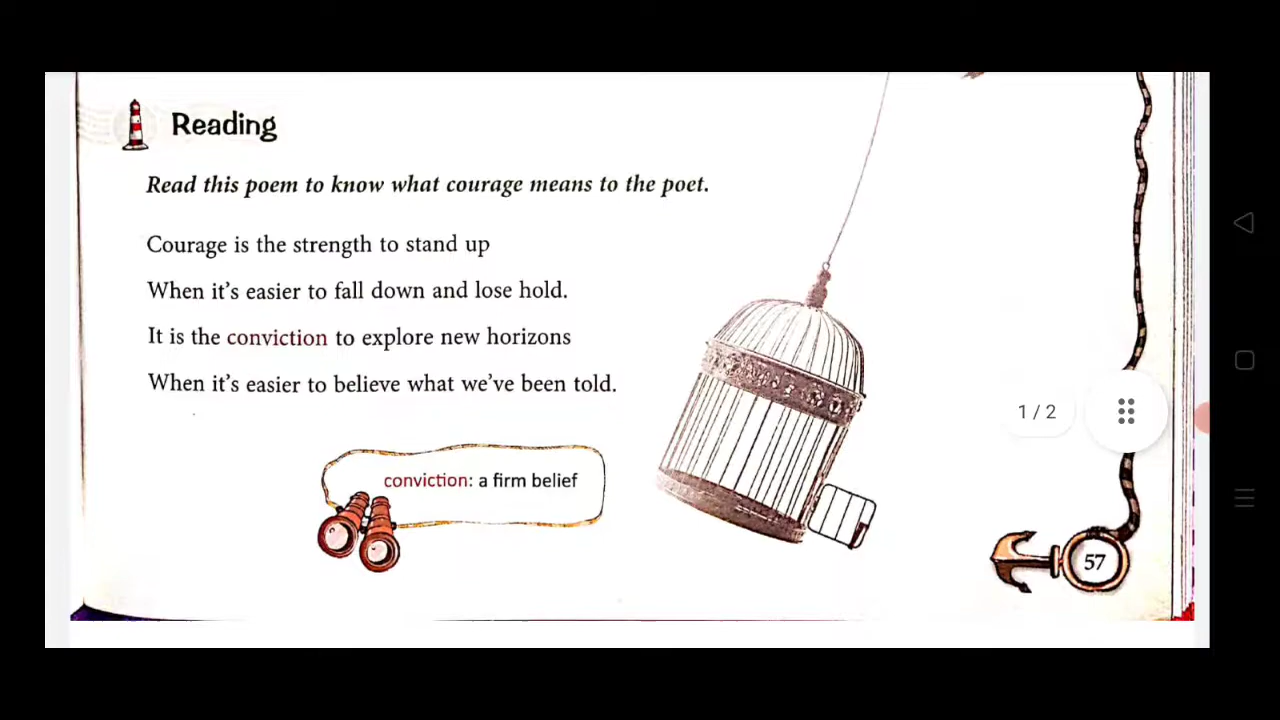 Reading
Read this poem to know what courage means to the poet.
Courage is the strength to stand up
When it's easier to fall down and lose hold.
It is the conviction to explore new horizons
When it's easier to believe what we've been told.
conviction: a firm belief
1 / 2
57